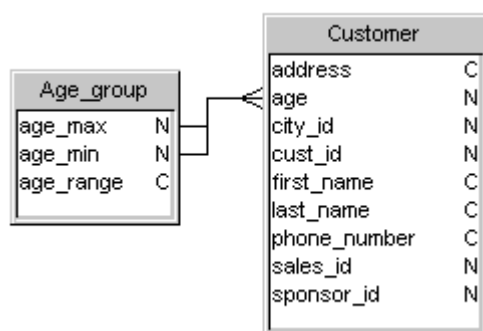 Age_group
age_max N
age_min N
age_range C
Customer
address C
age N
city_id N
cust_id N
first_name C
last_name C
phone_number C
sales_id N
sponsor_id N